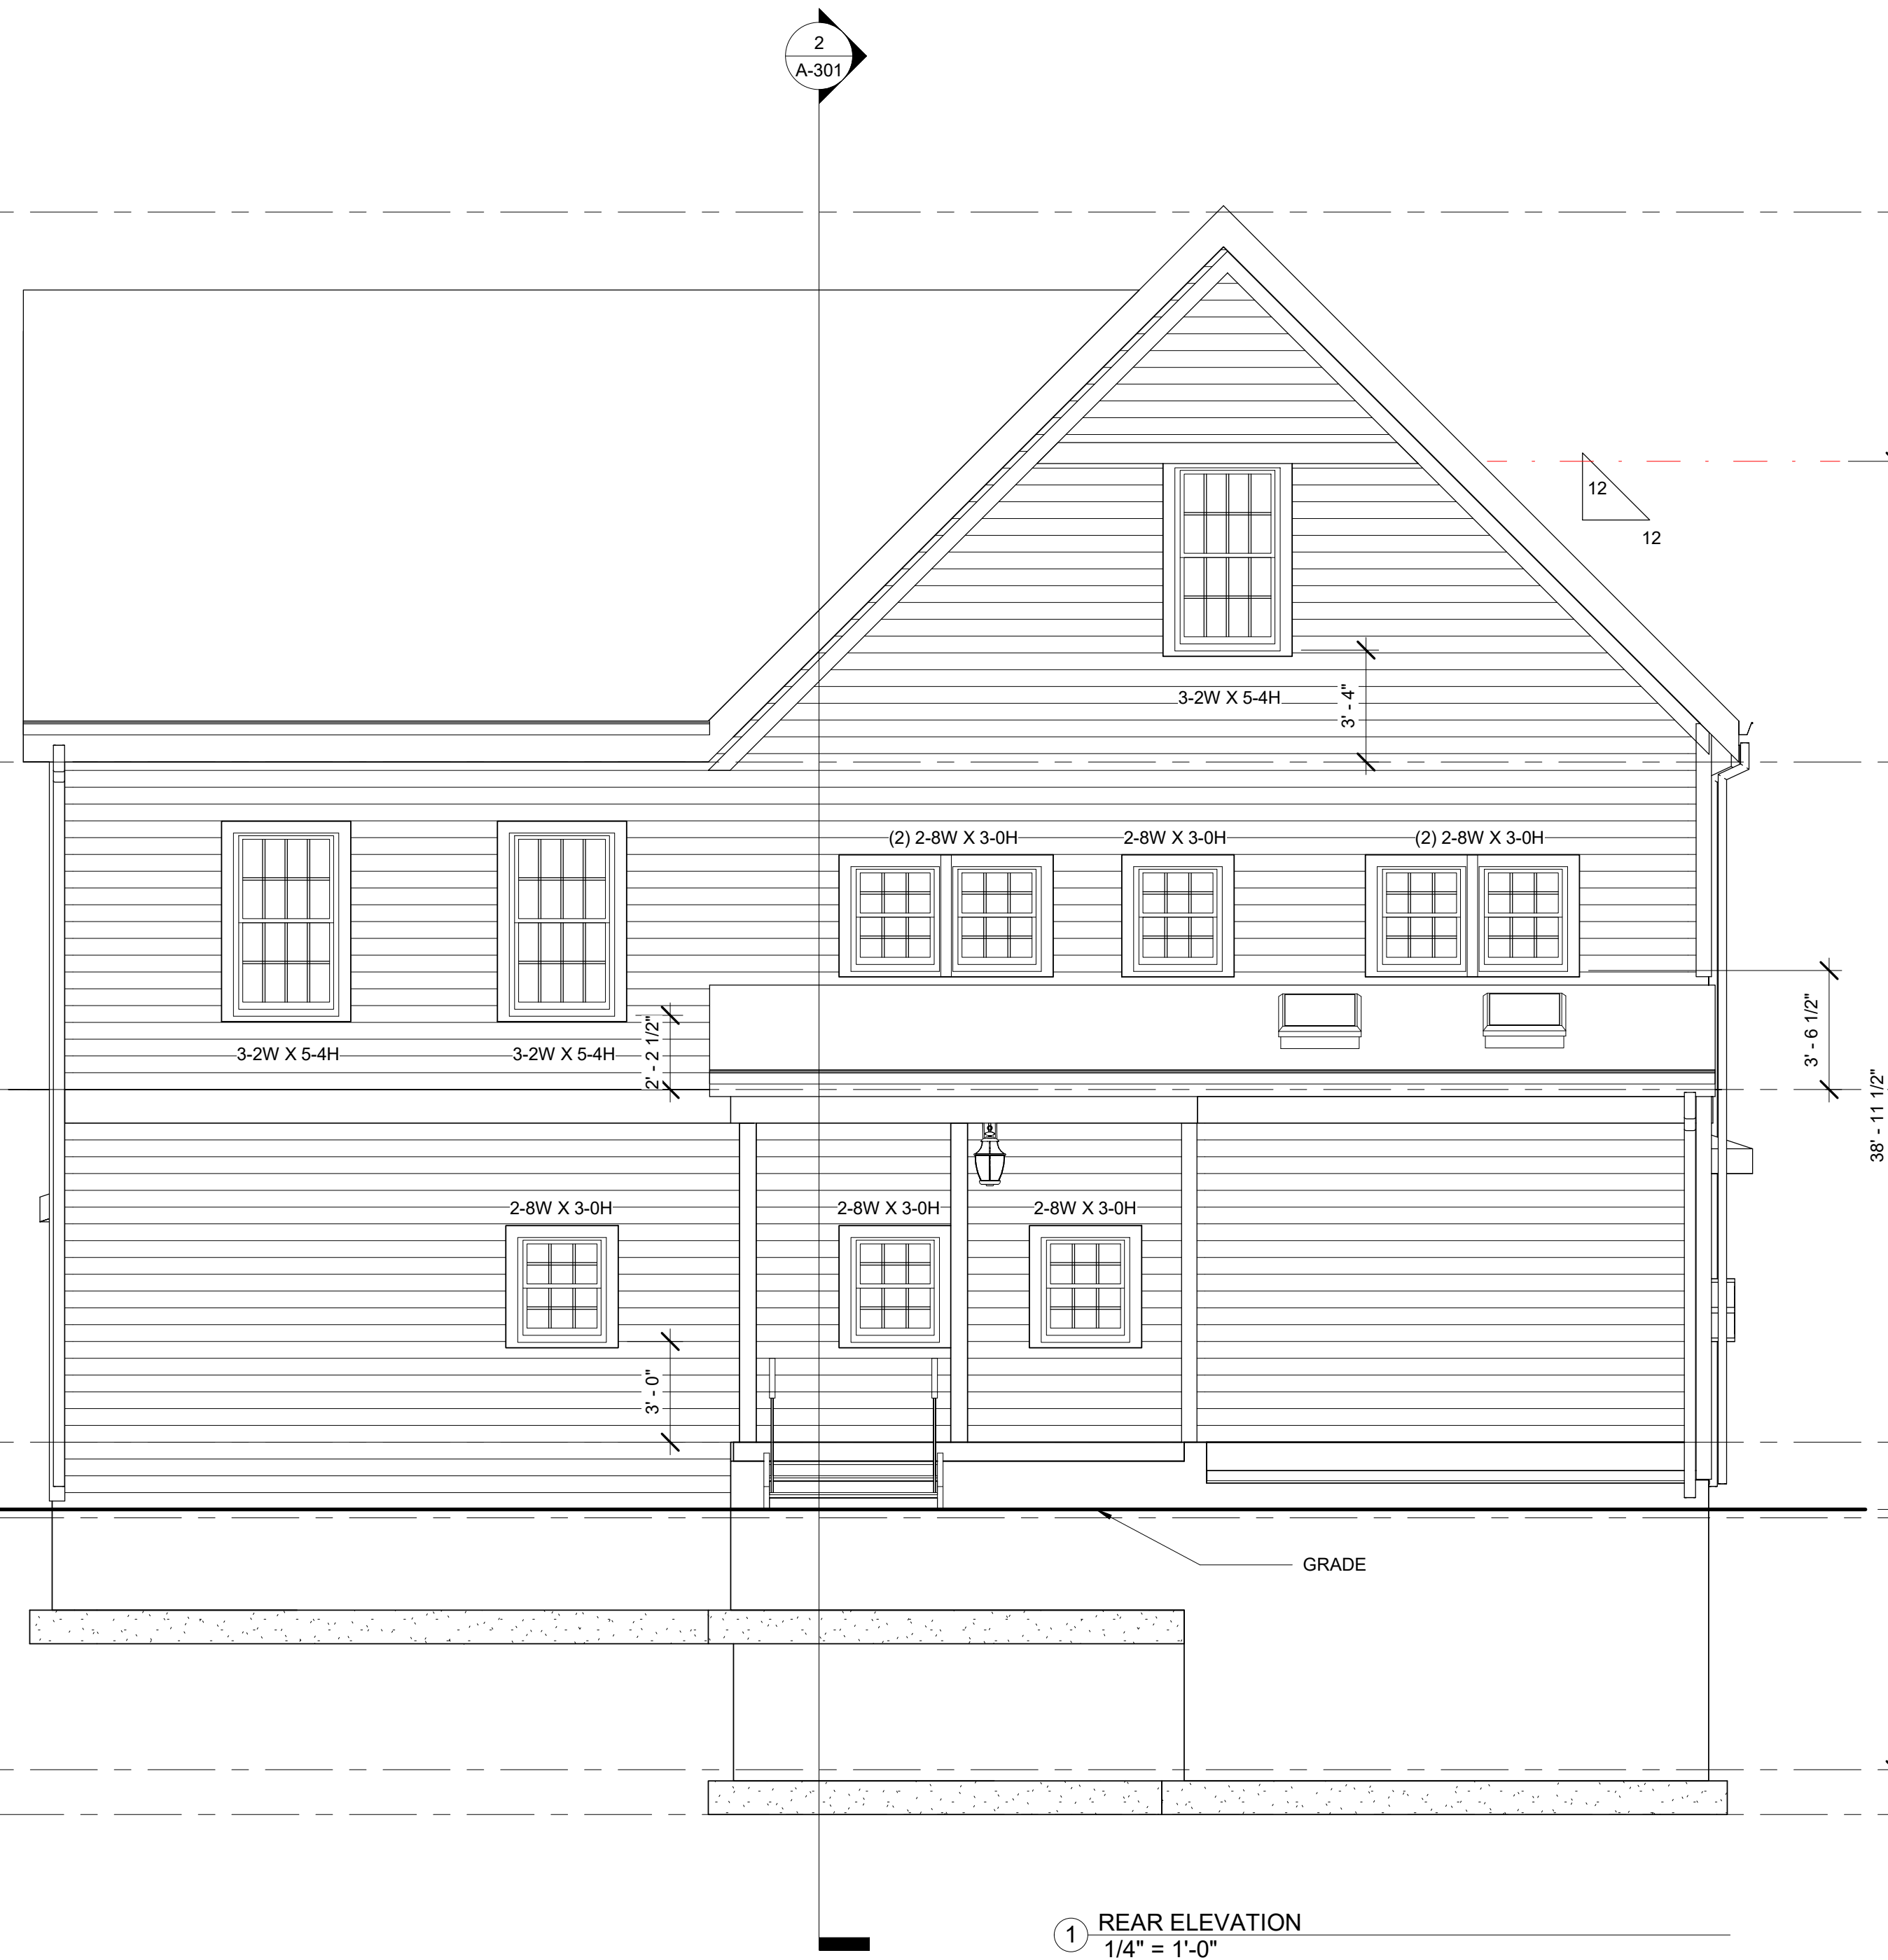 2
A-301
12
12
3-2W X 5-4H
3' - 4"
(2) 2-8W X 3-0H
2-8W X 3-0H
(2) 2-8W X 3-0H
3-2W X 5-4H
3-2W X 5-4H
2' - 2 1/2"
3' - 6 1/2"
38' - 11 1/2"
2-8W X 3-0H
2-8W X 3-0H
2-8W X 3-0H
3' - 0"
GRADE
1
REAR ELEVATION
1/4" = 1'-0"